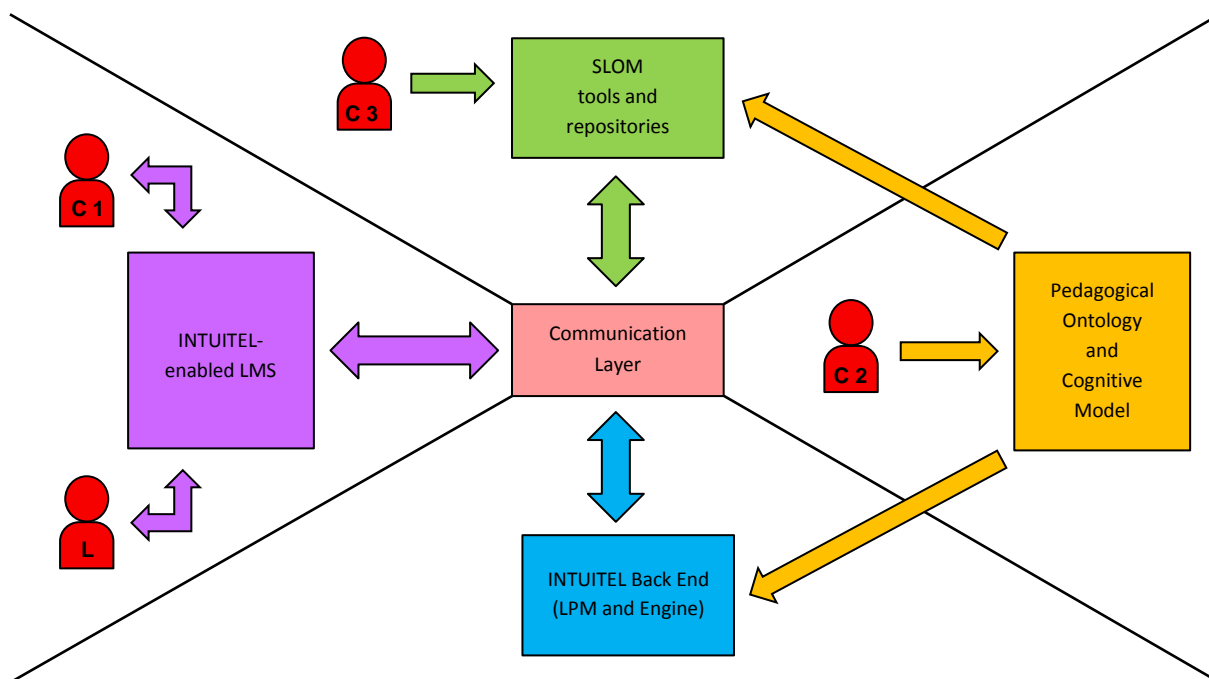 SLOM
tools and
repositories
C 3
C 1
INTUITEL-
enabled LMS
Communication
Layer
C 2
Pedagogical
Ontology
and
Cognitive
Model
L
INTUITEL Back End
(LPM and Engine)